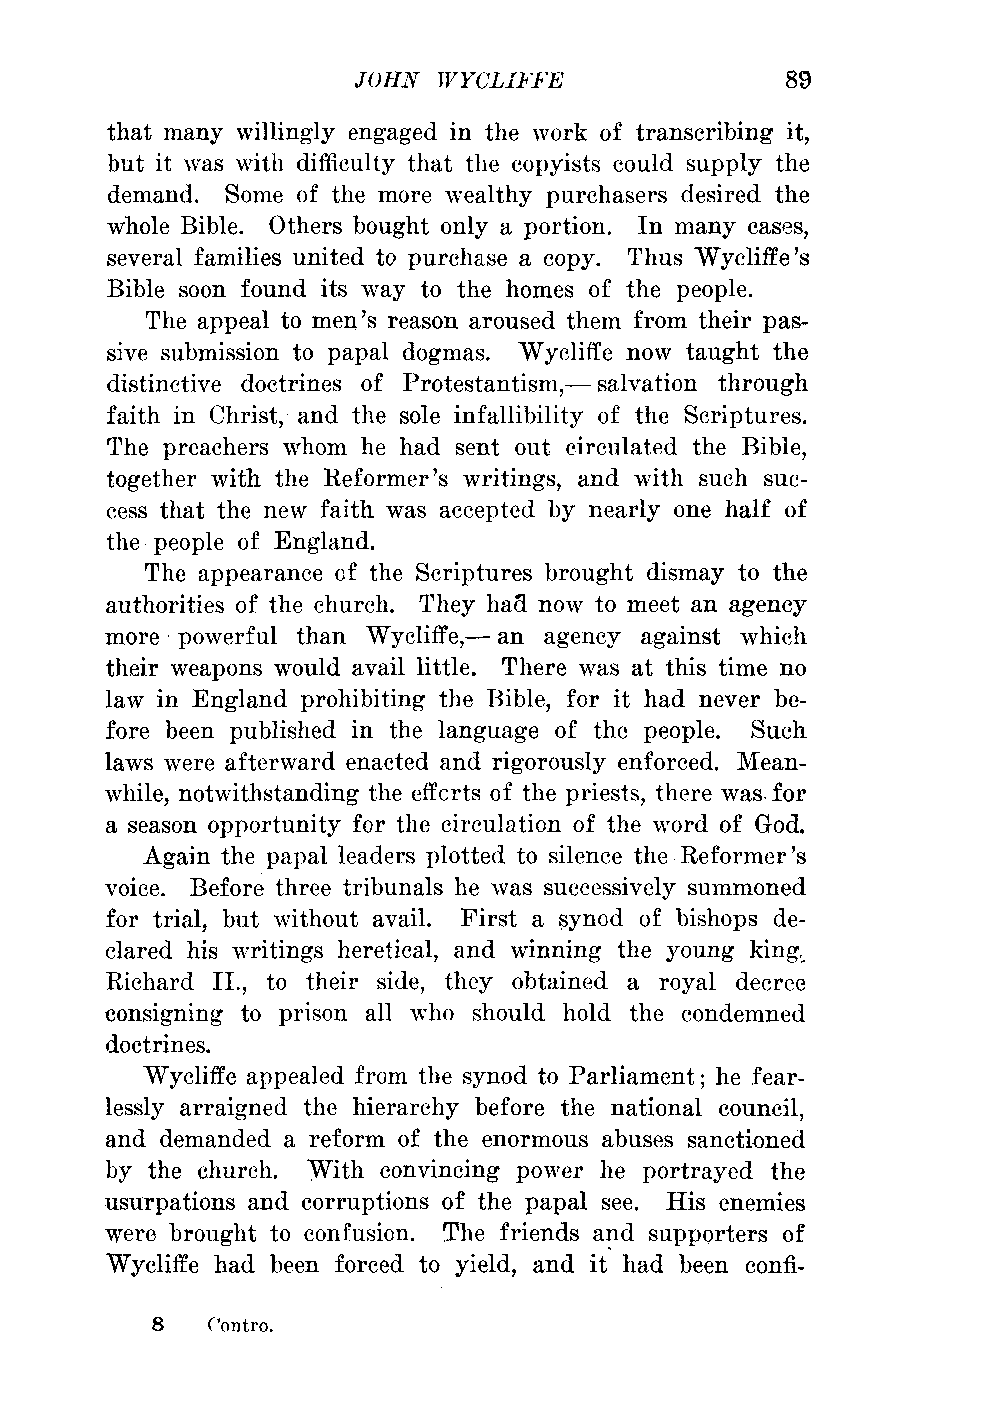 JOHN WYCLIFFE 89
that many willingly engaged in the work of transcribing it,
but it was with difficulty that the copyists could supply the
demand. Some of the more wealthy purchasers desired the
whole Bible. Others bought only a portion. In many cases,
several families united to purchase a copy. Thus Wycliffe's
Bible soon found its way to the homes of the people.
The appeal to men's reason aroused them from their pas-
sive submission to papal dogmas. Wycliffe now taught the
distinctive doctrines of Protestantism,— salvation through
faith in Christ, and the sole infallibility of the Scriptures.
The preachers whom he had sent out circulated the Bible,
together with the Reformer's writings, and with such suc-
cess that the new faith was accepted by nearly one half of
the people of England.
The appearance of the Scriptures brought dismay to the
authorities of the church. They had now to meet an agency
more powerful than Wycliffe,— an agency against which
their weapons would avail little. There was at this time no
law in England prohibiting the Bible, for it had never be-
fore been published in the language of the people. Such
laws were afterward enacted and rigorously enforced. Mean-
while, notwithstanding the efforts of the priests, there was for
a season opportunity for the circulation of the word of God.
Again the papal leaders plotted to silence the Reformer's
voice. Before three tribunals he was successively summoned
for trial, but without avail. First a synod of bishops de-
clared his writings heretical, and winning the young king,
Richard II., to their side, they obtained a royal decree
consigning to prison all who should hold the condemned
doctrines.
Wycliffe appealed from the synod to Parliament; he fear-
lessly arraigned the hierarchy before the national council,
and demanded a reform of the enormous abuses sanctioned
by the church. With convincing power he portrayed the
usurpations and corruptions of the papal see. His enemies
were brought to confusion. The friends and supporters of
Wycliffe had been forced to yield, and it had been confi-
8 Contro.